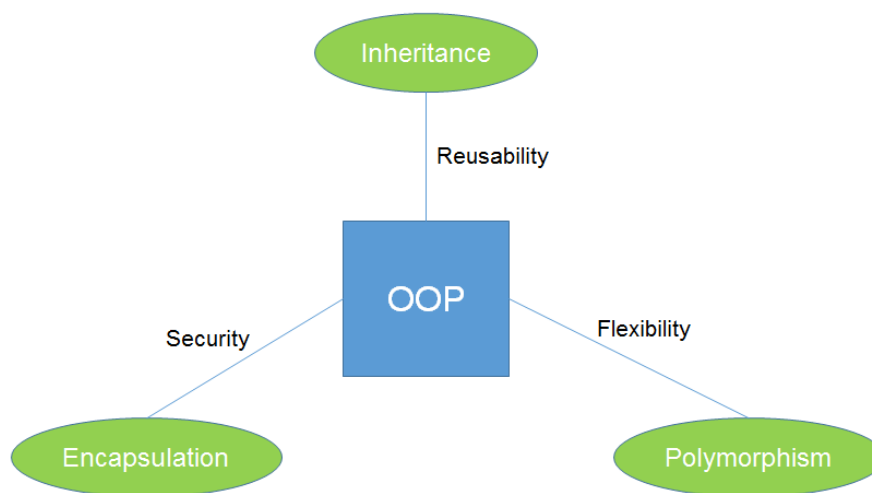 Inheritance
Reusability
OOP
Security
Flexibility
Encapsulation
Polymorphism